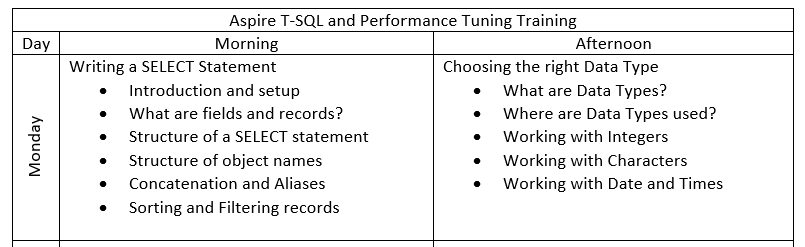 Aspire T-SQL and Performance Tuning Training
Day Morning Afternoon
Monday
Writing a SELECT Statement
• Introduction and setup
• What are fields and records?
• Structure of a SELECT statement
• Structure of object names
• Concatenation and Aliases
• Sorting and Filtering records
Choosing the right Data Type
• What are Data Types?
• Where are Data Types used?
• Working with Integers
• Working with Characters
• Working with Date and Times